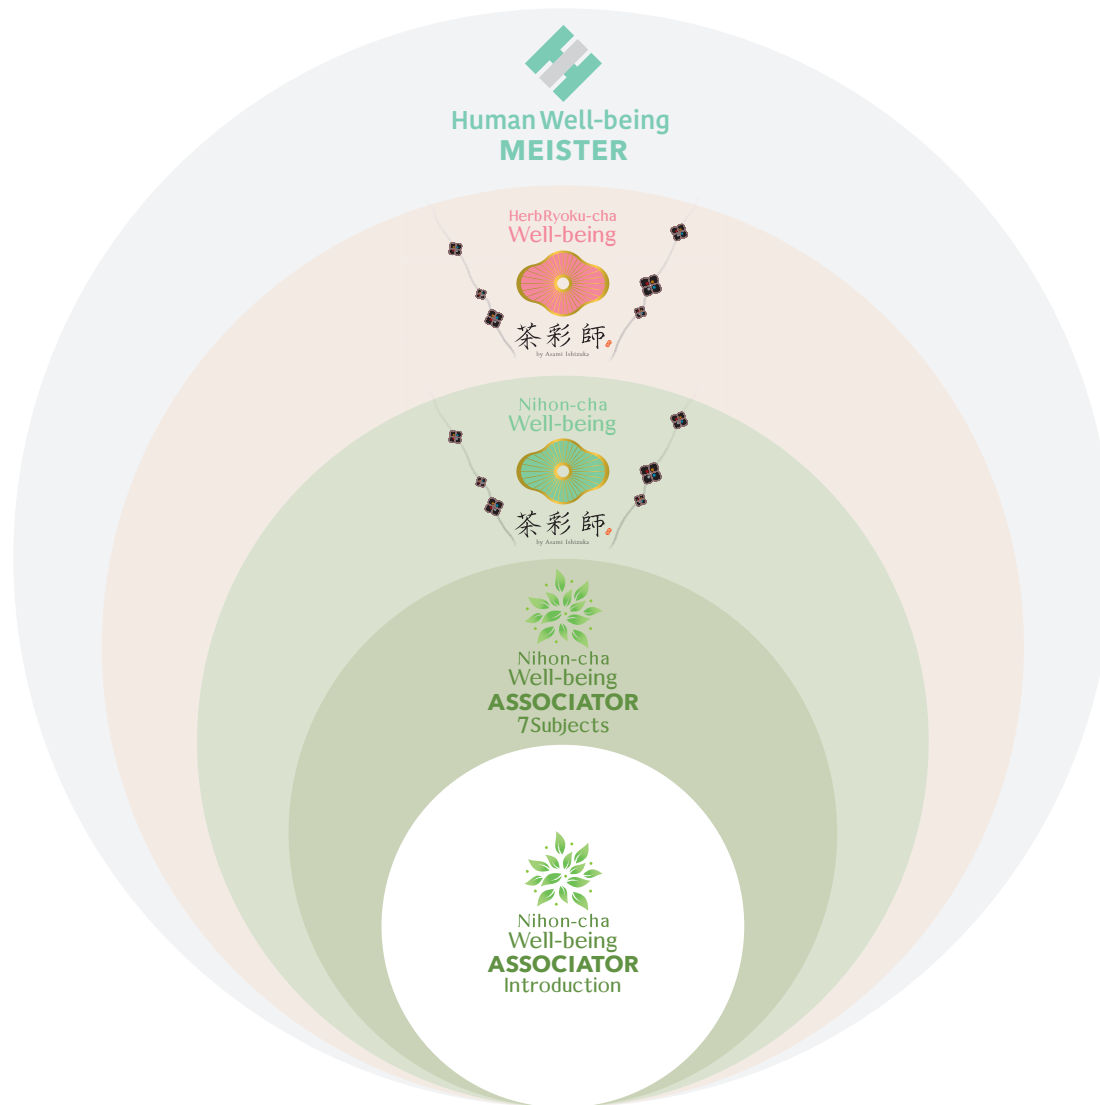 Human Well-being
MEISTER
HerbRyoku-cha
Well-being
茶彩師
by Asami Ishizuka
Nihon-cha
Well-being
茶彩師
by Asami Ishizuka
Nihon-cha
Well-being
ASSOCIATOR
7Subjects
Nihon-cha
Well-being
ASSOCIATOR
Introduction